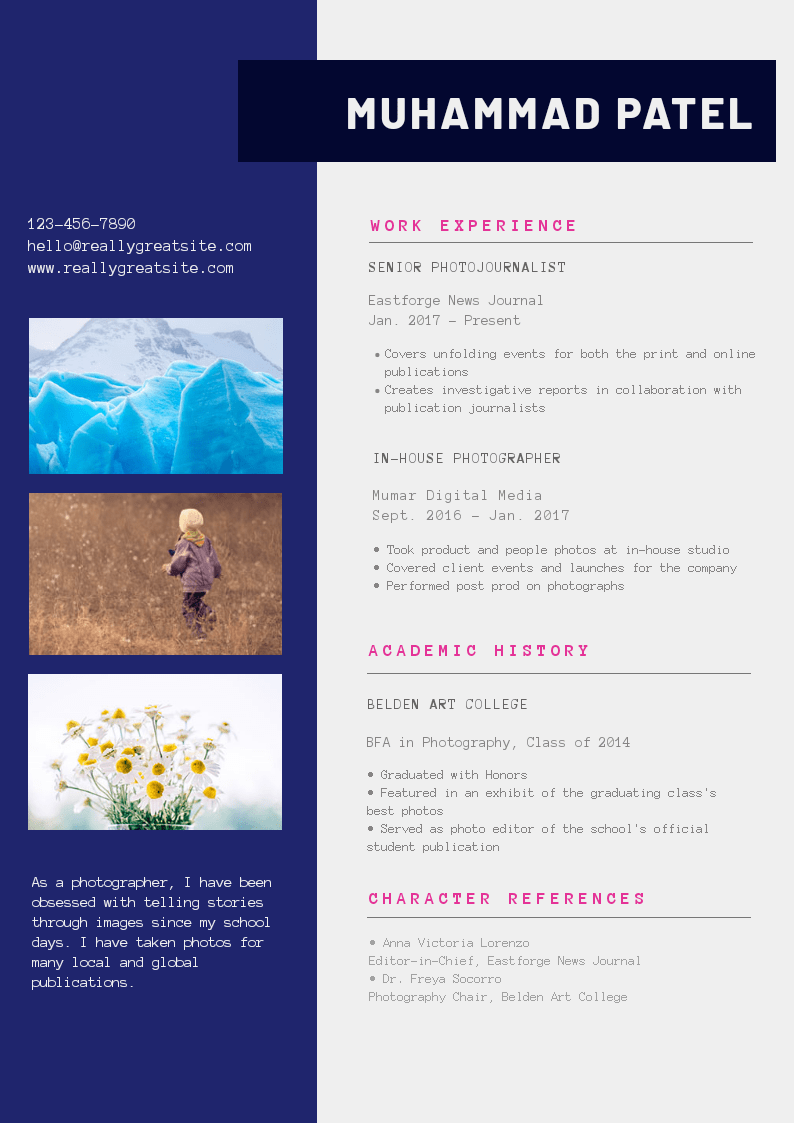 MUHAMMAD PATEL
123-456-7890
hello@reallygreatsite.com
www.reallygreatsite.com
As a photographer, I have been
obsessed with telling stories
through images since my school
days. I have taken photos for
many local and global
publications.
WORK EXPERIENCE
SENIOR PHOTOJOURNALIST
Eastforge News Journal
Jan. 2017 - Present
• Covers unfolding events for both the print and online
publications
• Creates investigative reports in collaboration with
publication journalists
IN-HOUSE PHOTOGRAPHER
Mumar Digital Media
Sept. 2016 - Jan. 2017
• Took product and people photos at in-house studio
• Covered client events and launches for the company
• Performed post prod on photographs
ACADEMIC HISTORY
BELDEN ART COLLEGE
BFA in Photography, Class of 2014
• Graduated with Honors
• Featured in an exhibit of the graduating class's
best photos
• Served as photo editor of the school's official
student publication
CHARACTER REFERENCES
• Anna Victoria Lorenzo
Editor-in-Chief, Eastforge News Journal
• Dr. Freya Socorro
Photography Chair, Belden Art College